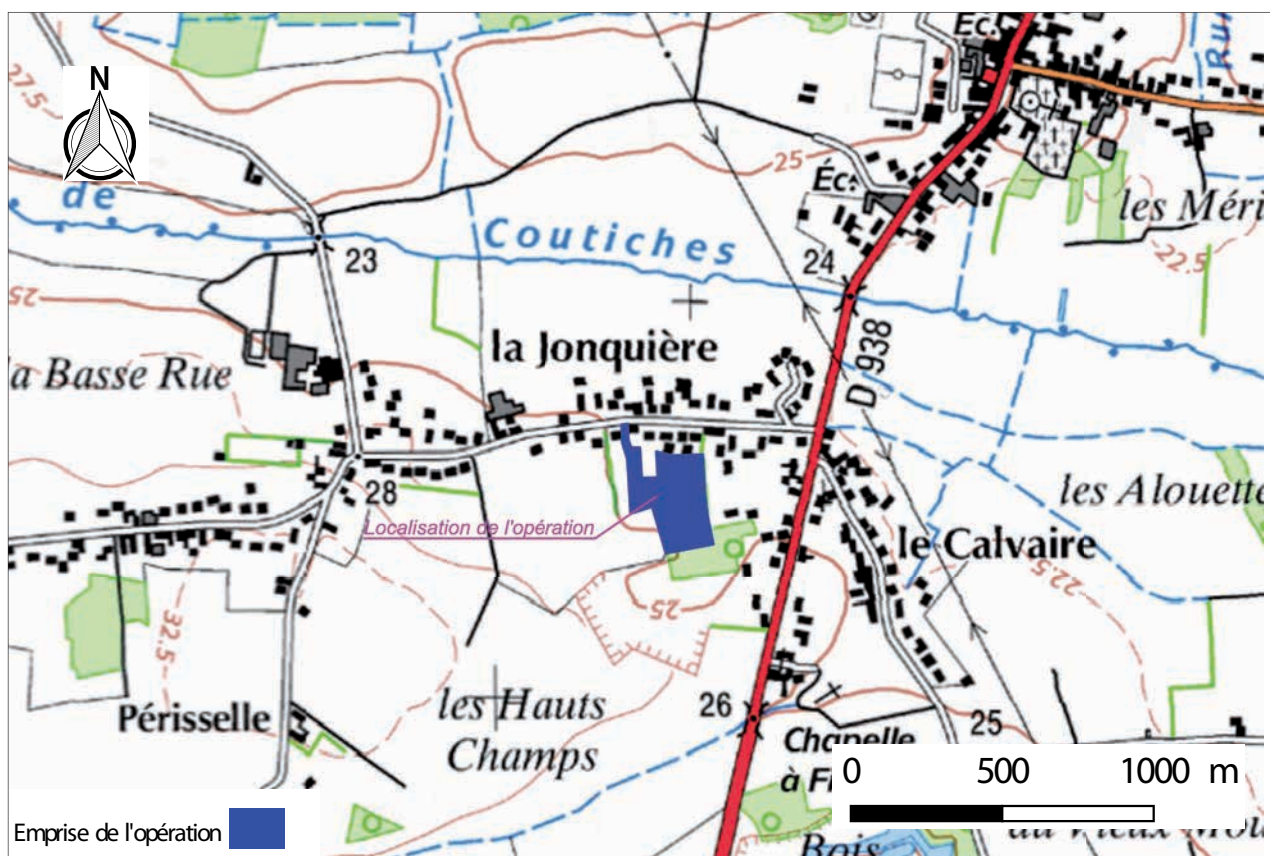 N
27.5
de
Coutiches
23
25
Éc.
Éc.
25
les Méri
22.5
24
D 938
la Jonquière
a Basse Rue
28
Localisation de l'opération
les Alouette
le Calvaire
22.5
25
32.5
Périsselle
les Hauts
Champs
26
25
Chapelle
à F
0 500 1000 m
Bois
Emprise de l'opération